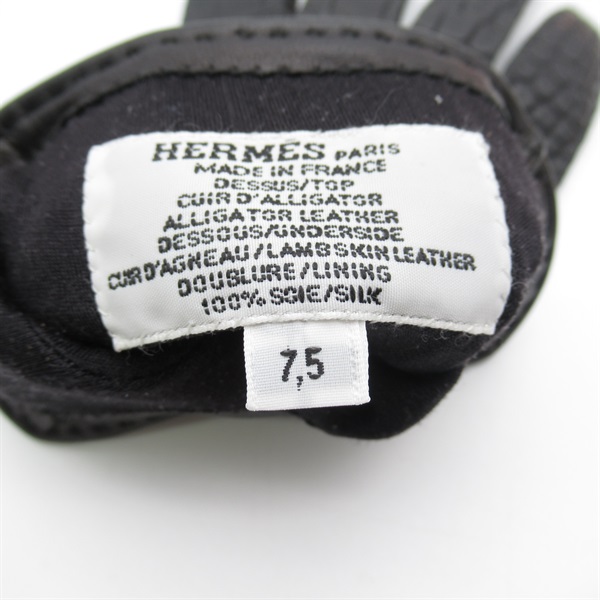 HERMÈS PARIS
MADE IN FRANCE
DESSUS/TOP
CUIR D'ALLIGATOR
ALLIGATOR LEATHER
DESSOUS/UNDERSIDE
CUIR D'AGNEAU/LAMBSKIN LEATHER
DOUBLURE/LINING
100% SOIE/SILK
7,5